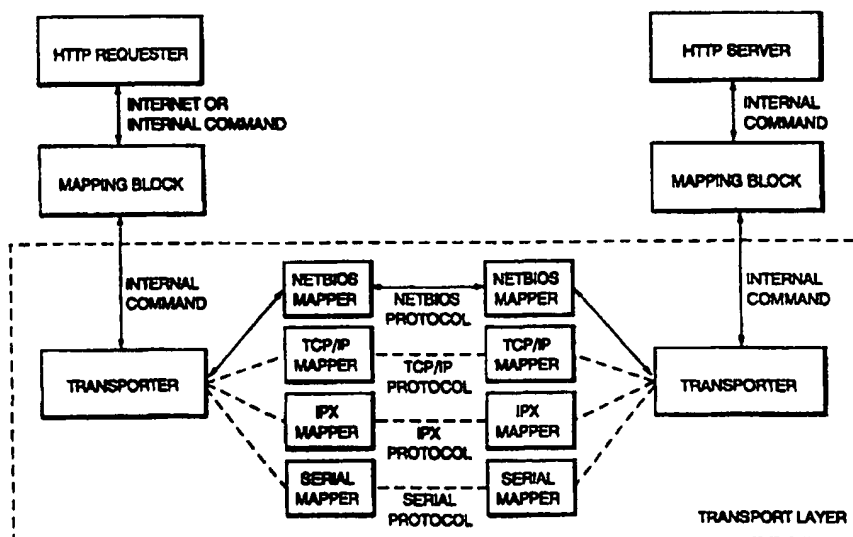 HTTP REQUESTER
HTTP SERVER
INTERNET OR
INTERNAL COMMAND
INTERNAL
COMMAND
MAPPING BLOCK
MAPPING BLOCK
INTERNAL
COMMAND
NETBIOS
MAPPER
NETBIOS
PROTOCOL
NETBIOS
MAPPER
INTERNAL
COMMAND
TRANSPORTER
TCP/IP
MAPPER
TCP/IP
PROTOCOL
TCP/IP
MAPPER
TRANSPORTER
IPX
MAPPER
IPX
PROTOCOL
IPX
MAPPER
SERIAL
MAPPER
SERIAL
PROTOCOL
SERIAL
MAPPER
TRANSPORT LAYER